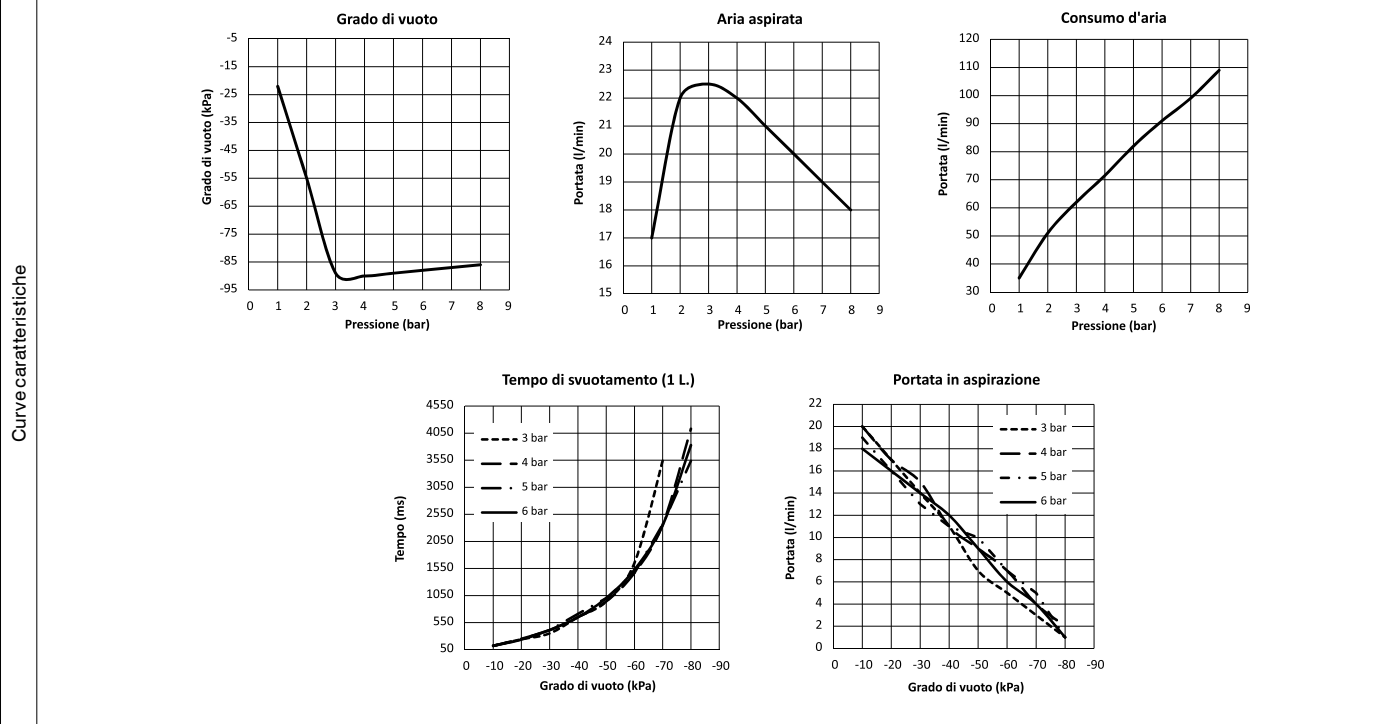 Curve caratteristiche
Grado di vuoto
-5
-15
-25
-35
-45
-55
-65
-75
-85
-95
Grado di vuoto (kPa)
0 1 2 3 4 5 6 7 8 9
Pressione (bar)
Aria aspirata
24
23
22
21
20
19
18
17
16
15
Portata (l/min)
0 1 2 3 4 5 6 7 8 9
Pressione (bar)
Consumo d'aria
120
110
100
90
80
70
60
50
40
30
Portata (l/min)
0 1 2 3 4 5 6 7 8 9
Pressione (bar)
Tempo di svuotamento (1 L.)
4550
4050
3550
3050
2550
2050
1550
1050
550
50
Tempo (ms)
3 bar
4 bar
5 bar
6 bar
0 -10 -20 -30 -40 -50 -60 -70 -80 -90
Grado di vuoto (kPa)
Portata in aspirazione
22
20
18
16
14
12
10
8
6
4
2
0
Portata (l/min)
3 bar
4 bar
5 bar
6 bar
0 -10 -20 -30 -40 -50 -60 -70 -80 -90
Grado di vuoto (kPa)